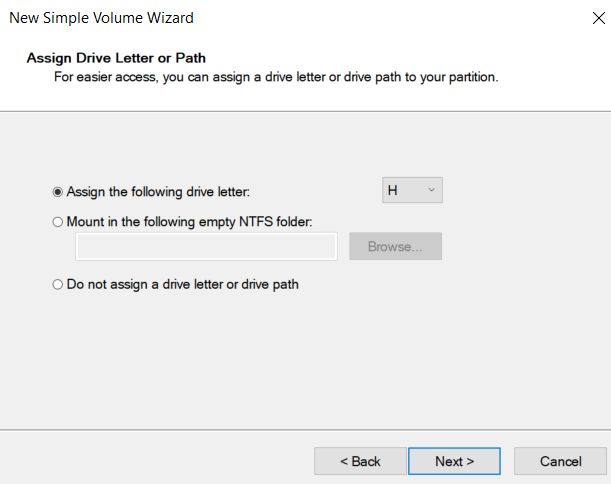 New Simple Volume Wizard
Assign Drive Letter or Path
For easier access, you can assign a drive letter or drive path to your partition.
Assign the following drive letter: H
Mount in the following empty NTFS folder:
Browse...
Do not assign a drive letter or drive path
< Back Next > Cancel